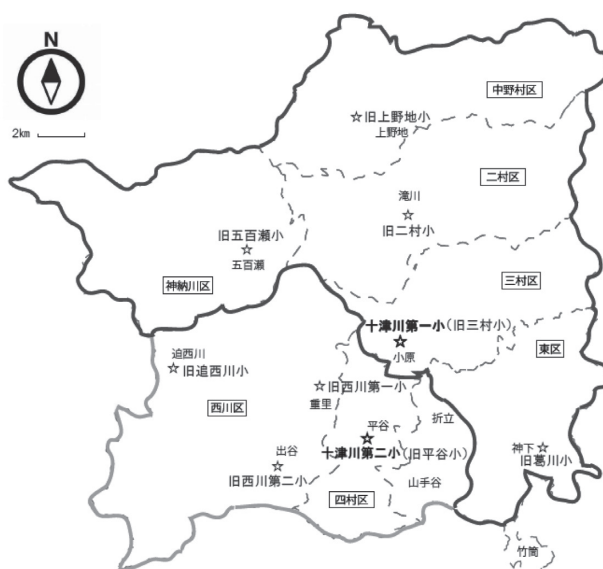 N
2km
中野村区
☆旧上野地小
上野地
二村区
滝川
☆
旧二村小
旧五百瀬小
☆
五百瀬
神納川区
三村区
十津川第一小(旧三村小)
☆
小原
東区
迫西川
☆旧迫西川小
☆旧西川第一小
重里
西川区
折立
平谷
☆
十津川第二小(旧平谷小)
出谷
☆
旧西川第二小
神下☆
旧葛川小
山手谷
四村区
竹筒